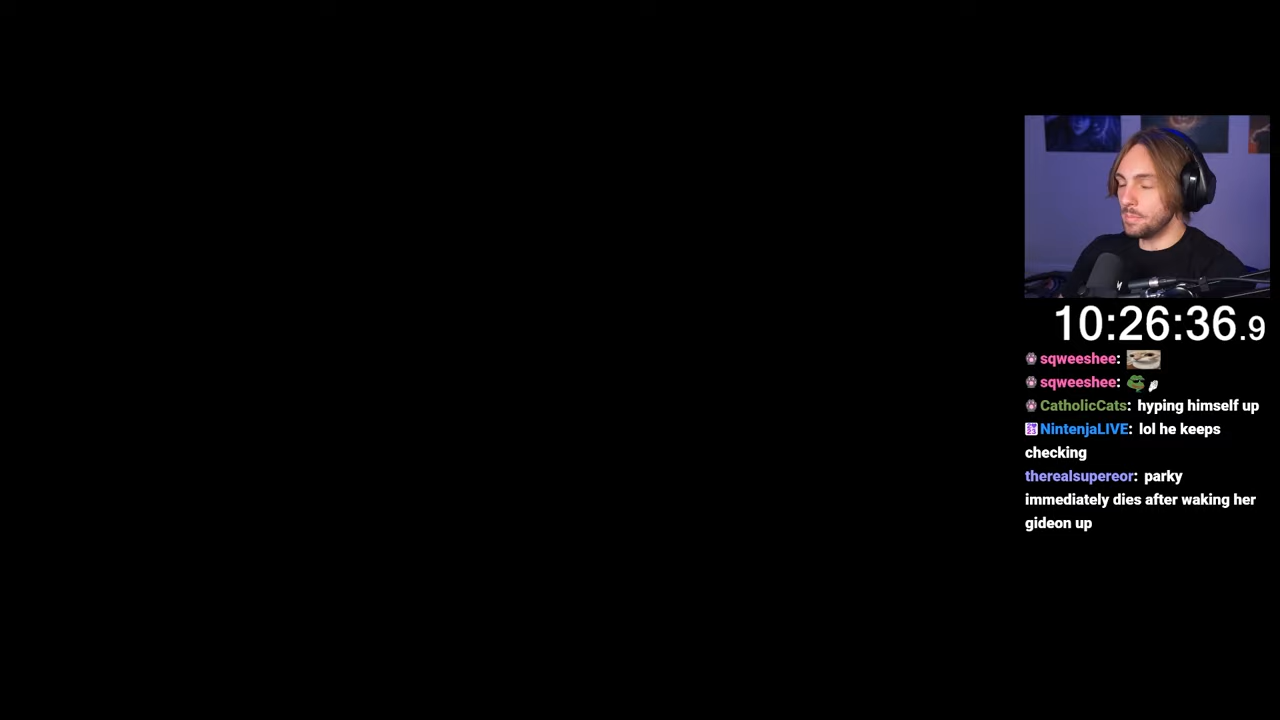 10:26:36.9
sqweeshee:
sqweeshee:
CatholicCats: hyping himself up
NintenjaLIVE: lol he keeps
checking
therealsupereor: parky
immediately dies after waking her
gideon up